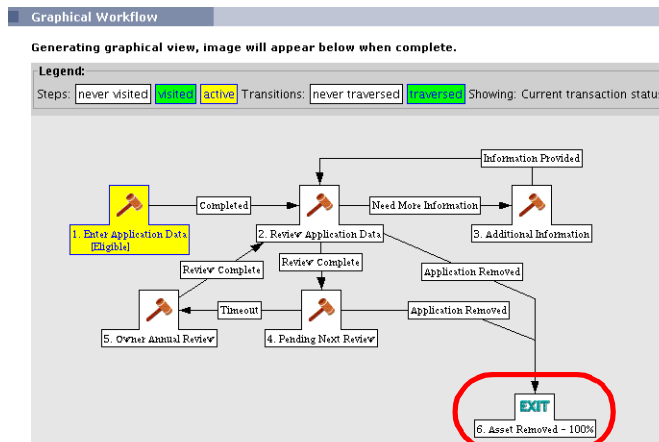 Graphical Workflow
Generating graphical view, image will appear below when complete.
Legend:
Steps: never visited visited active Transitions: never traversed traversed Showing: Current transaction statu
Information Provided
Completed
Need More Information
1. Enter Application Data
[Eligible]
2. Review Application Data
3. Additional Information
Review Complete
Review Complete
Application Removed
Timeout
Application Removed
5. Owner Annual Review
4. Pending Next Review
EXIT
6. Asset Removed - 100%